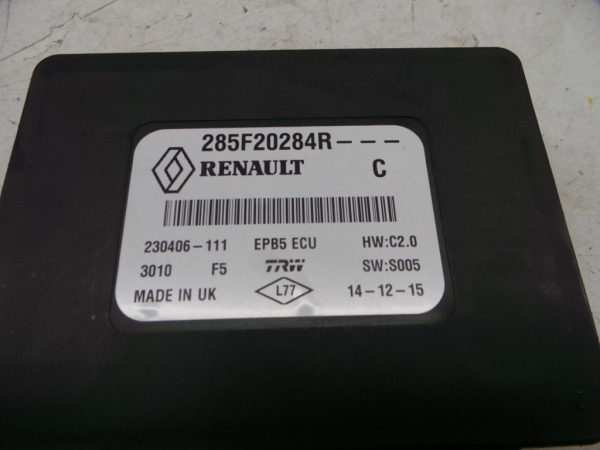 285F20284R---
RENAULT C
230406-111 EPB5 ECU HW:C2.0
3010 F5 TRW SW:S005
MADE IN UK L77 14-12-15